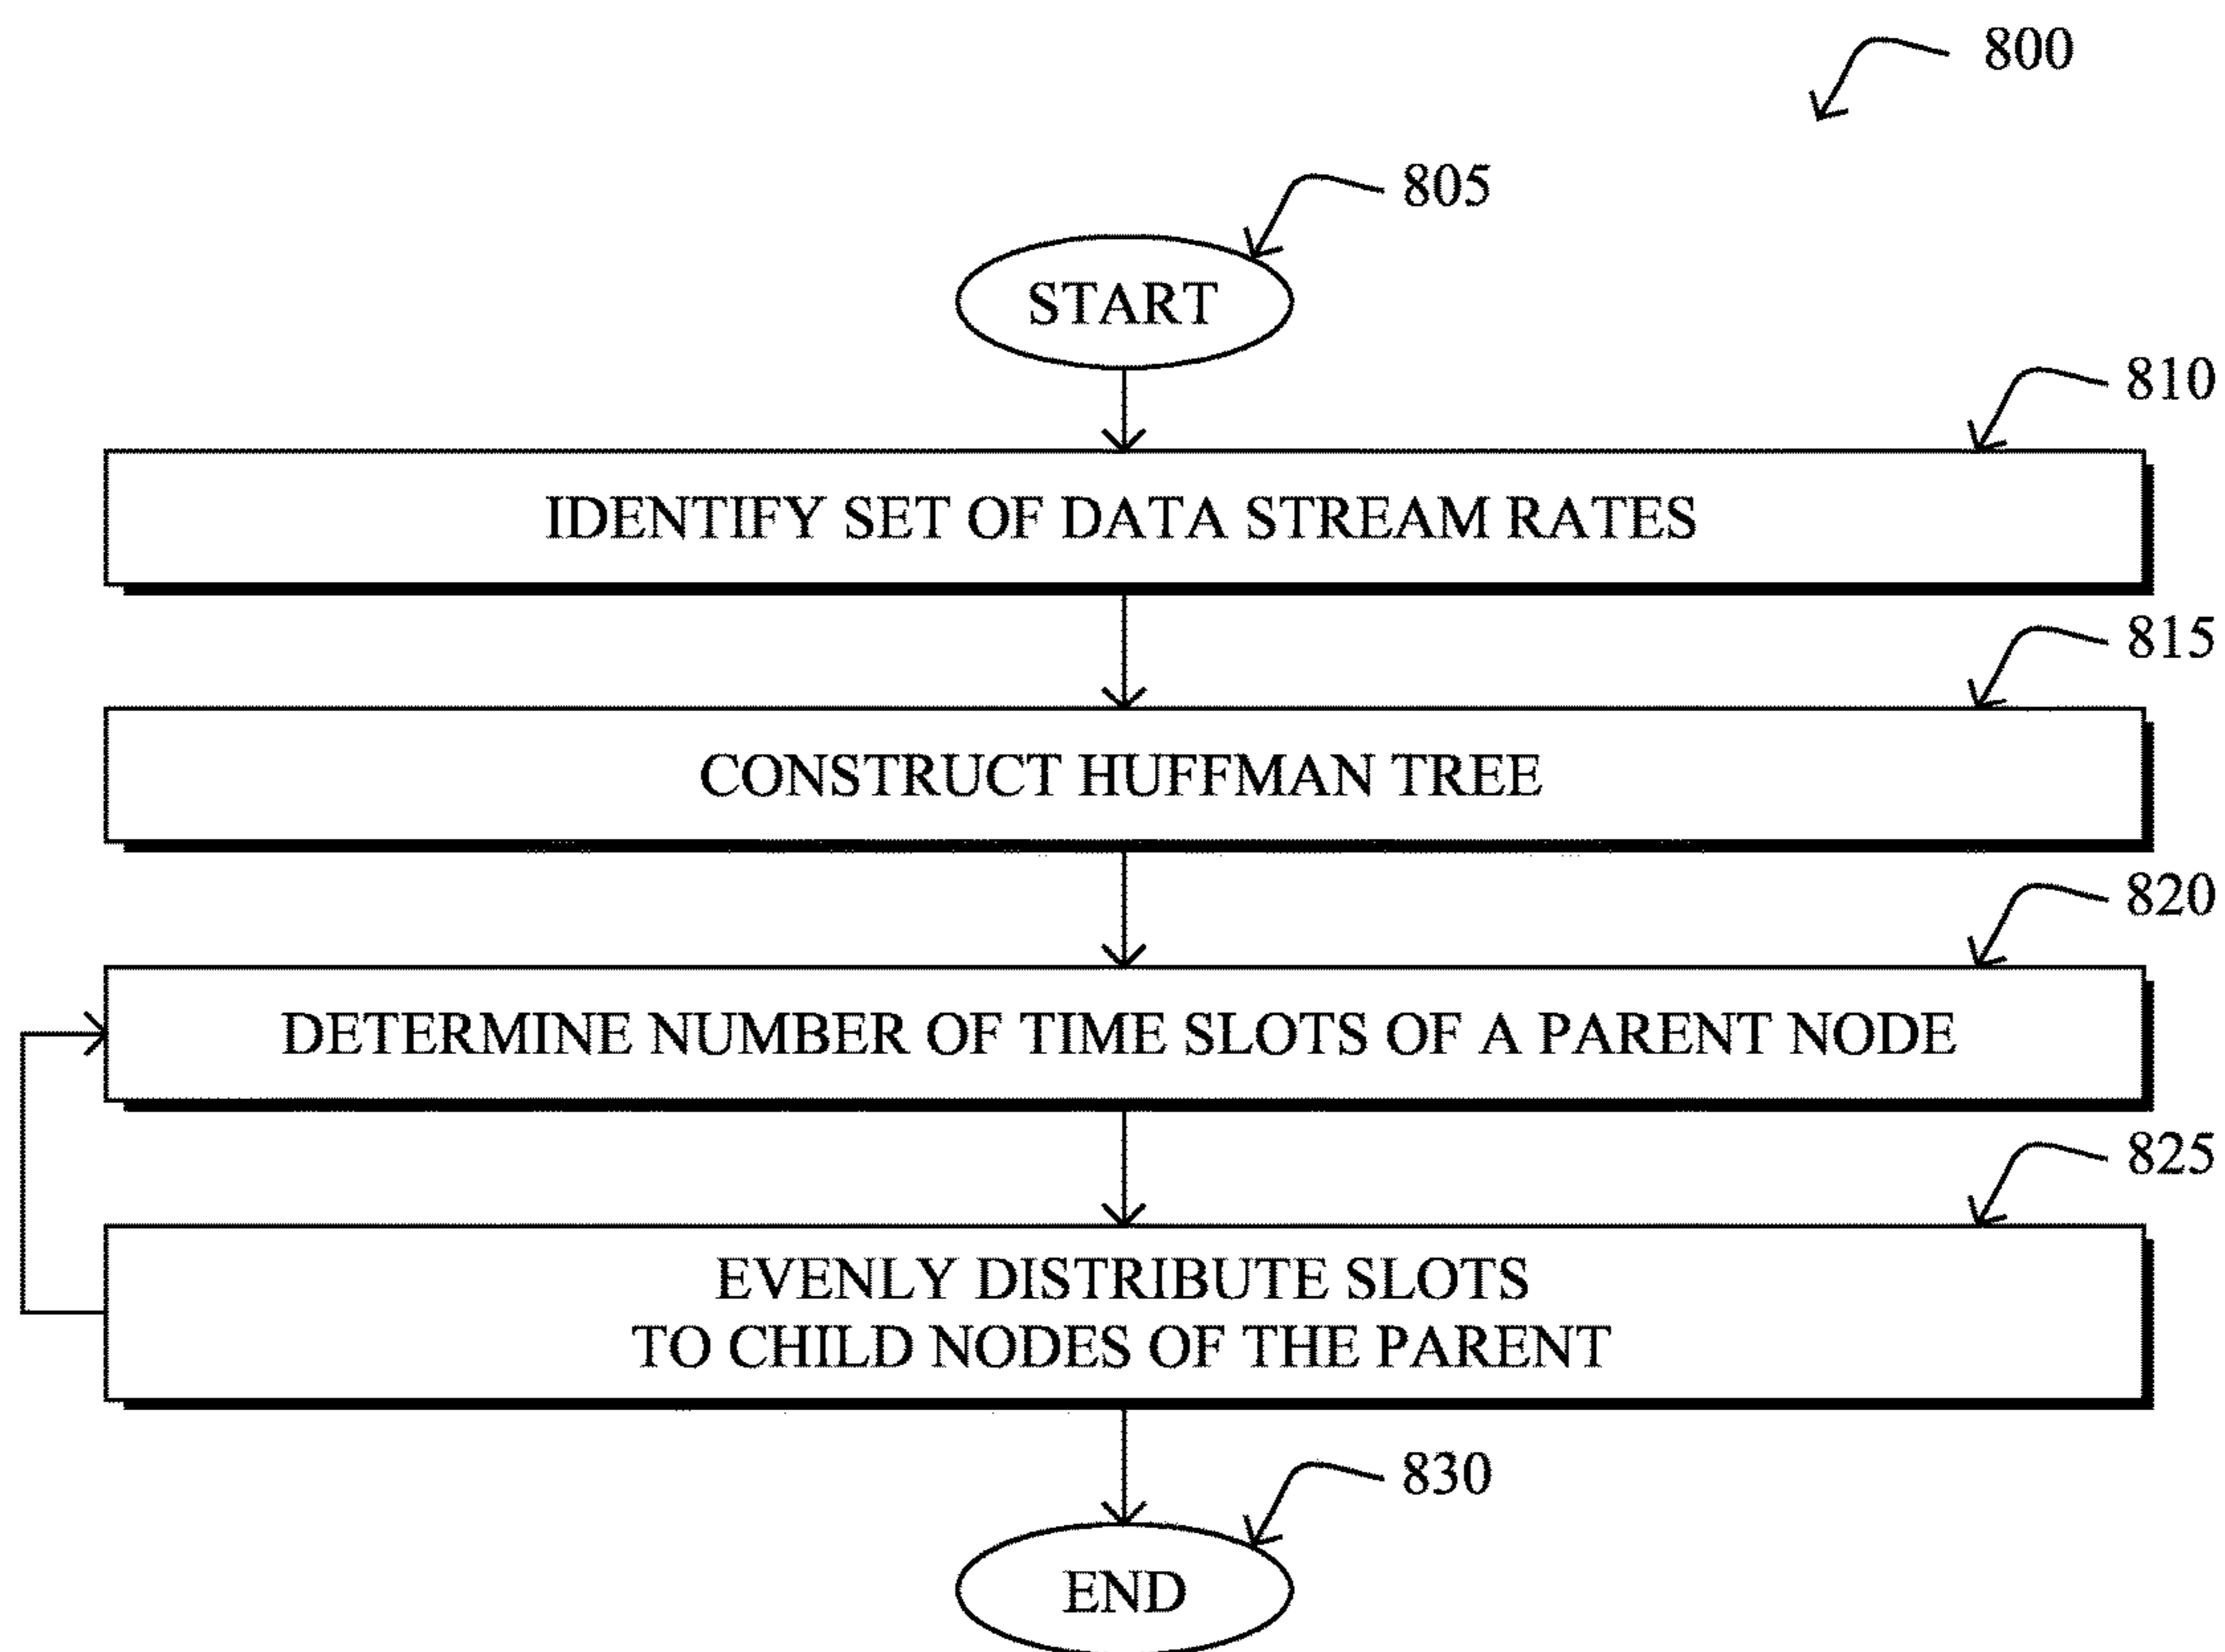 800
805
START
810
IDENTIFY SET OF DATA STREAM RATES
815
CONSTRUCT HUFFMAN TREE
820
DETERMINE NUMBER OF TIME SLOTS OF A PARENT NODE
825
EVENLY DISTRIBUTE SLOTS
TO CHILD NODES OF THE PARENT
830
END